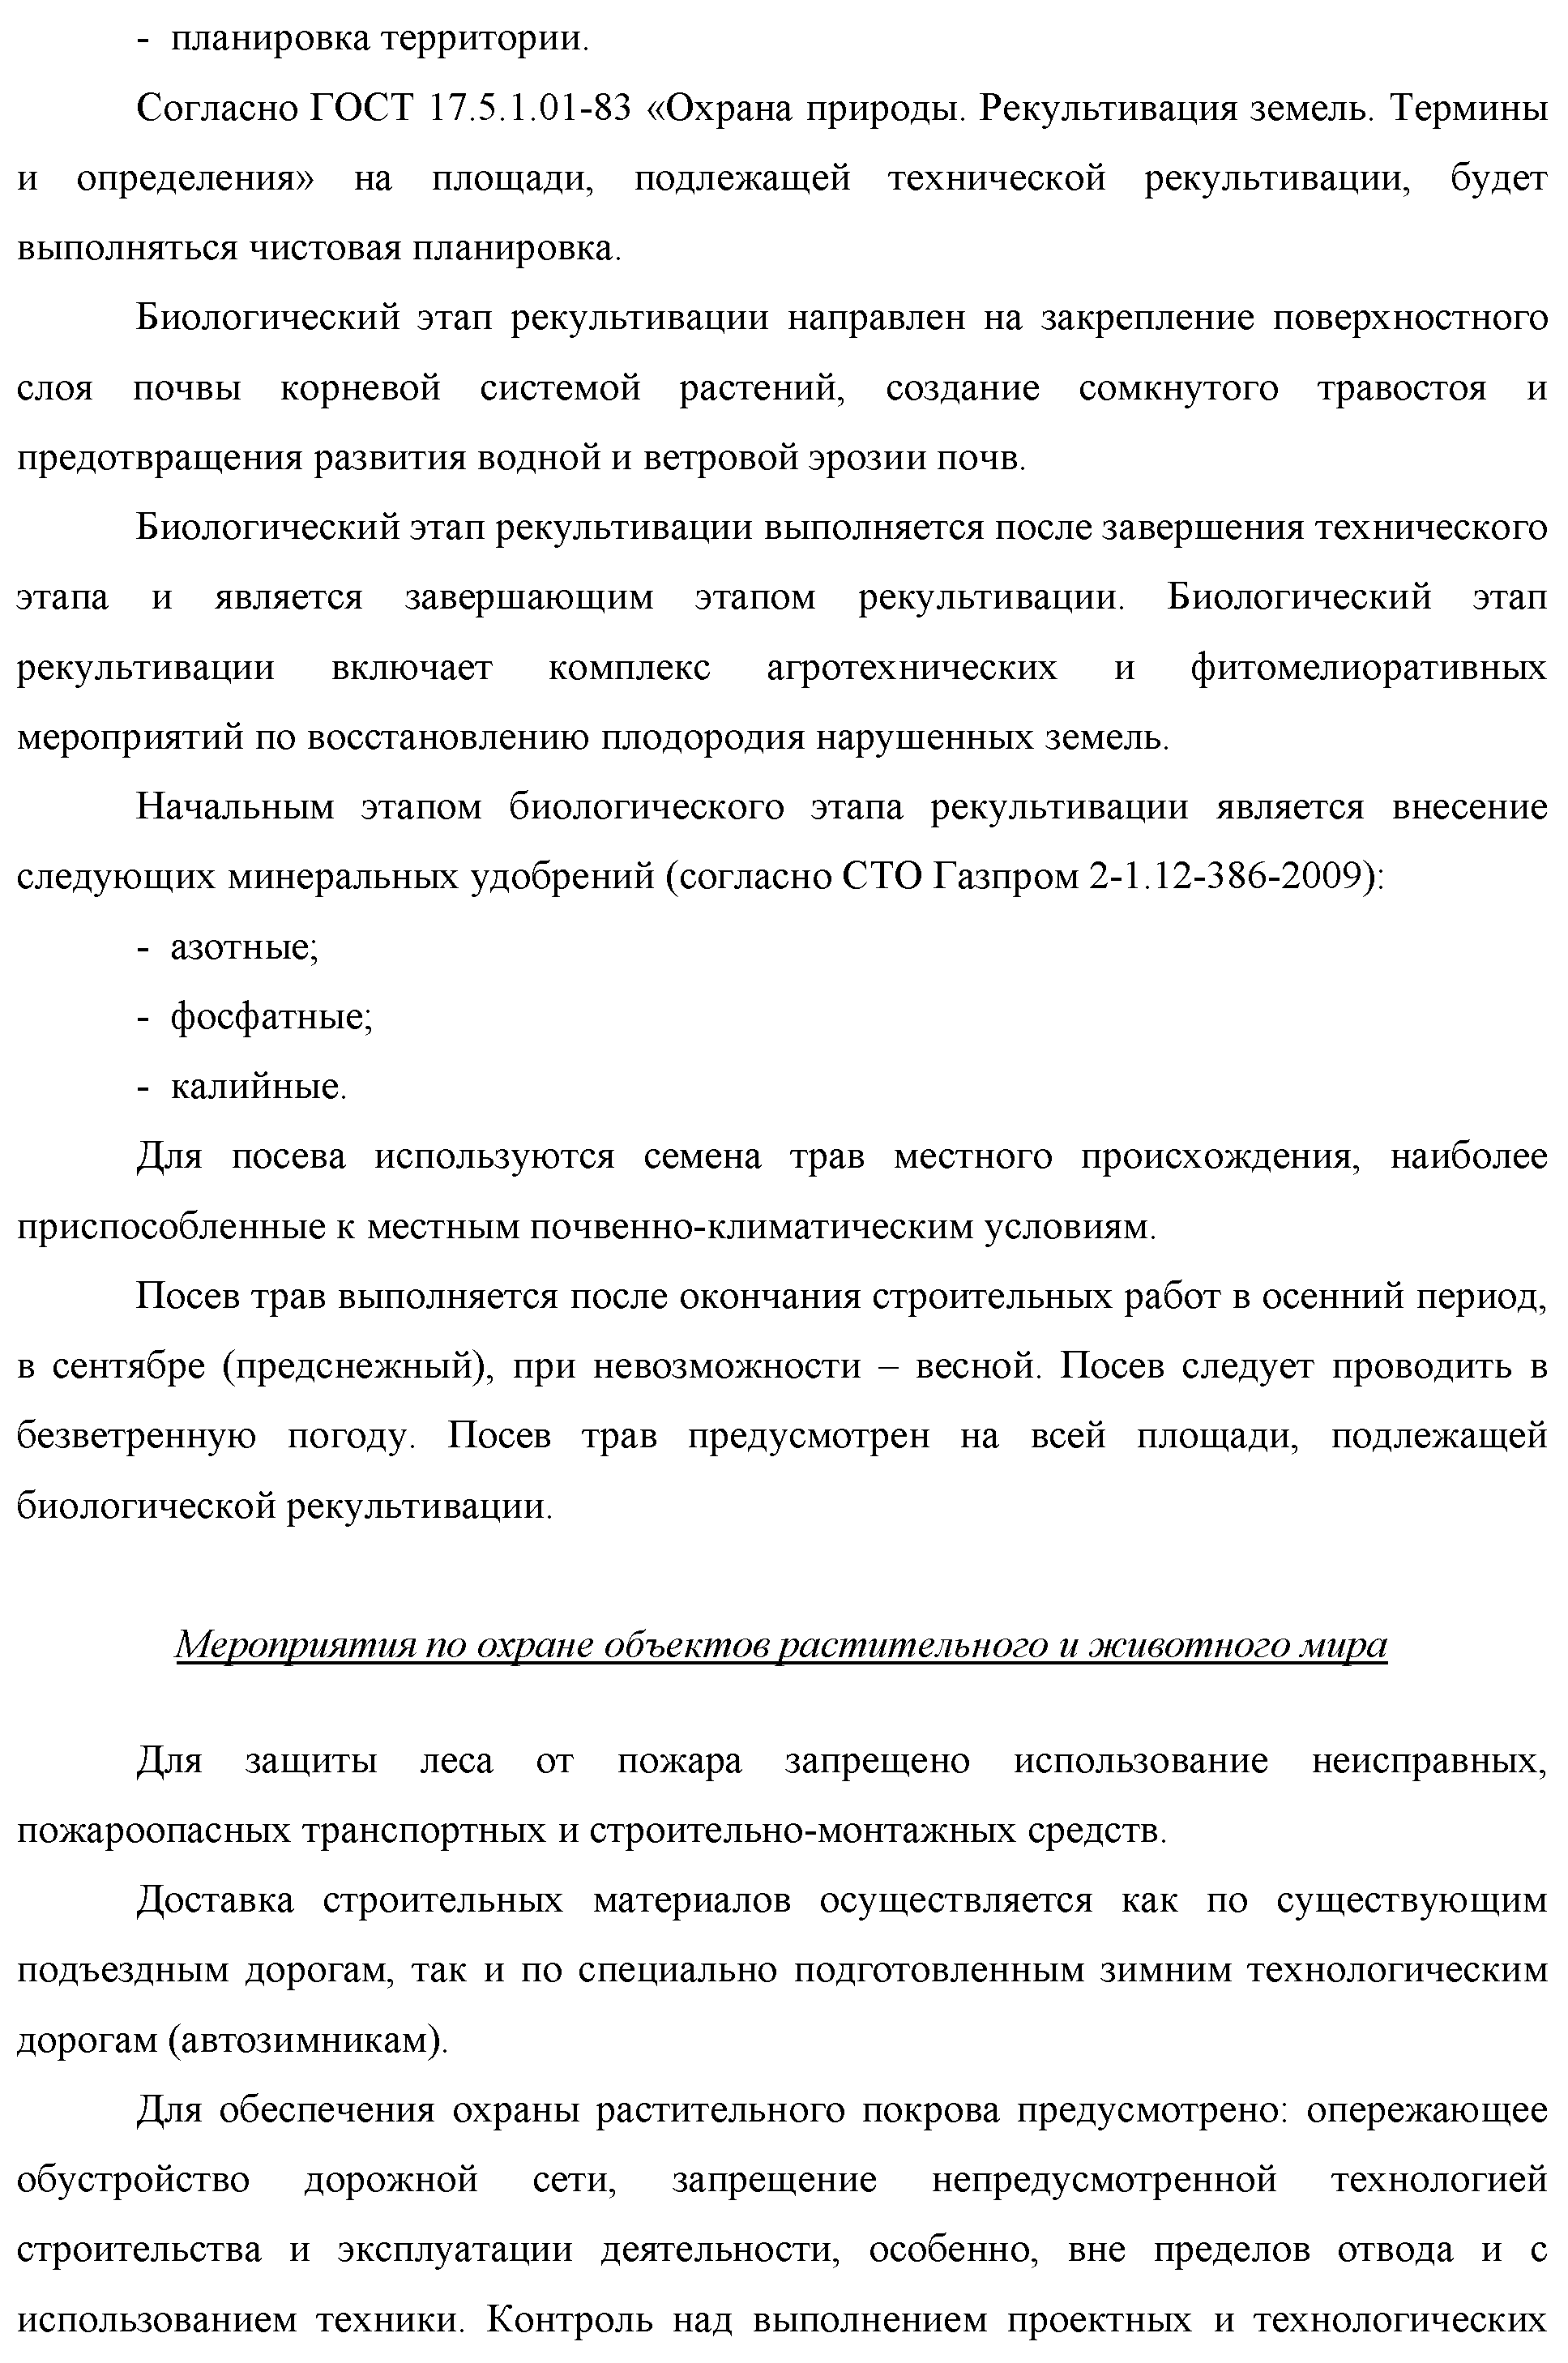 - планировка территории.
Согласно ГОСТ 17.5.1.01-83 «Охрана природы. Рекультивация земель. Термины
и определения» на площади, подлежащей технической рекультивации, будет
выполняться чистовая планировка.
Биологический этап рекультивации направлен на закрепление поверхностного
слоя почвы корневой системой растений, создание сомкнутого травостоя и
предотвращения развития водной и ветровой эрозии почв.
Биологический этап рекультивации выполняется после завершения технического
этапа и является завершающим этапом рекультивации. Биологический этап
рекультивации включает комплекс агротехнических и фитомелиоративных
мероприятий по восстановлению плодородия нарушенных земель.
Начальным этапом биологического этапа рекультивации является внесение
следующих минеральных удобрений (согласно СТО Газпром 2-1.12-386-2009):
- азотные;
- фосфатные;
- калийные.
Для посева используются семена трав местного происхождения, наиболее
приспособленные к местным почвенно-климатическим условиям.
Посев трав выполняется после окончания строительных работ в осенний период,
в сентябре (предснежный), при невозможности – весной. Посев следует проводить в
безветренную погоду. Посев трав предусмотрен на всей площади, подлежащей
биологической рекультивации.
Мероприятия по охране объектов растительного и животного мира
Для защиты леса от пожара запрещено использование неисправных,
пожароопасных транспортных и строительно-монтажных средств.
Доставка строительных материалов осуществляется как по существующим
подъездным дорогам, так и по специально подготовленным зимним технологическим
дорогам (автозимникам).
Для обеспечения охраны растительного покрова предусмотрено: опережающее
обустройство дорожной сети, запрещение непредусмотренной технологией
строительства и эксплуатации деятельности, особенно, вне пределов отвода и с
использованием техники. Контроль над выполнением проектных и технологических